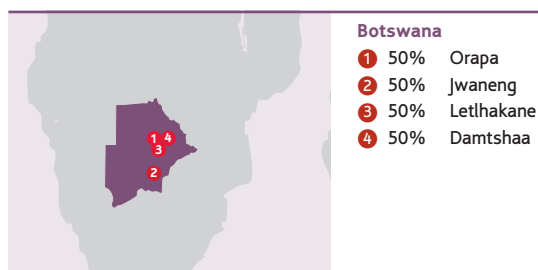 Botswana
1 50% Orapa
2 50% Jwaneng
3 50% Letlhakane
4 50% Damtshaa
1 4
3
2